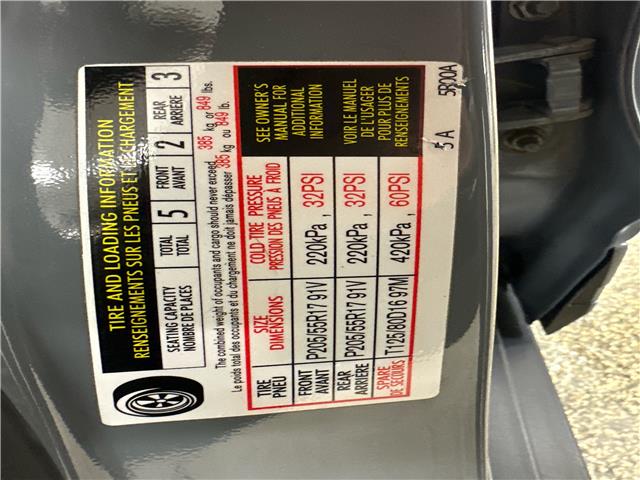 TIRE AND LOADING INFORMATION
RENSEIGNEMENTS SUR LES PNEUS ET LE CHARGEMENT
SEATING CAPACITY TOTAL 5 FRONT 2 REAR 3
NOMBRE DE PLACES TOTAL AVANT ARRIÈRE
The combined weight of occupants and cargo should never exceed 385 kg or 849 lbs.
Le poids total des occupants et du chargement ne doit jamais dépasser 385 kg ou 849 lb.
TIRE SIZE COLD-TIRE PRESSURE
PNEU DIMENSIONS PRESSION DES PNEUS À FROID
FRONT AVANT P205/55R17 91V 220kPa , 32PSI
REAR ARRIÈRE P205/55R17 91V 220kPa , 32PSI
SPARE DE SECOURS T125/80D16 97M 420kPa , 60PSI
SEE OWNER'S
MANUAL FOR
ADDITIONAL
INFORMATION
VOIR LE MANUEL
DE L'USAGER
POUR PLUS DE
RENSEIGNEMENTS
5 A 5R00A